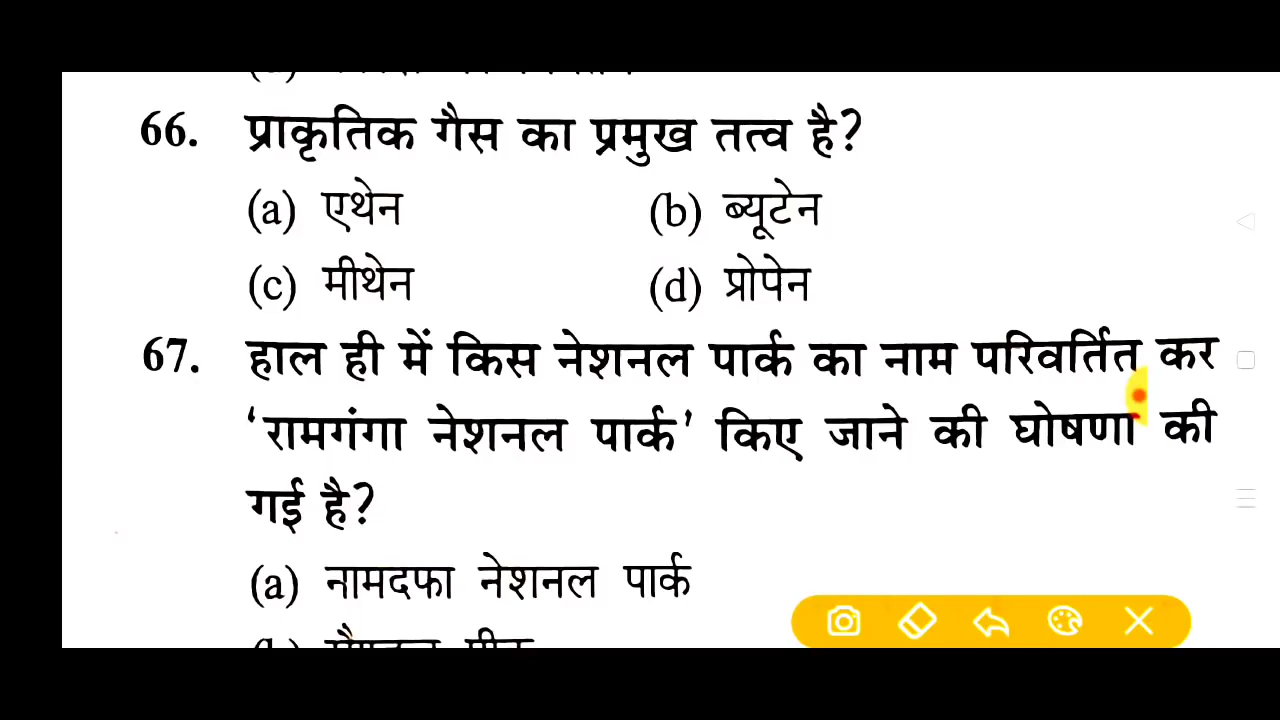 66. प्राकृतिक गैस का प्रमुख तत्व है?
(a) एथेन (b) ब्यूटेन
(c) मीथेन (d) प्रोपेन
67. हाल ही में किस नेशनल पार्क का नाम परिवर्तित कर
‘रामगंगा नेशनल पार्क’ किए जाने की घोषणा की
गई है?
(a) नामदफा नेशनल पार्क